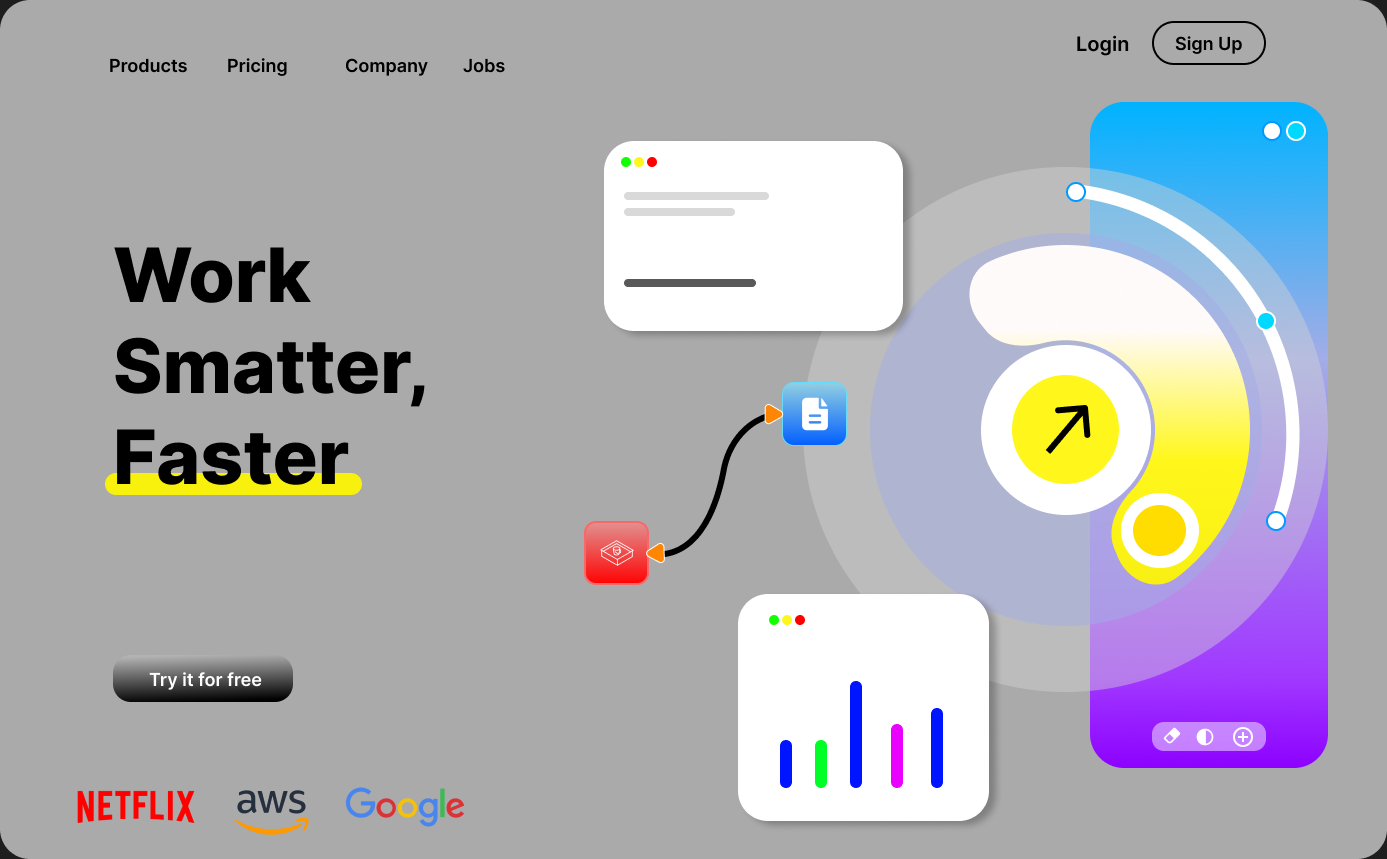 Products Pricing Company Jobs
Login Sign Up
Work
Smatter,
Faster
Try it for free
NETFLIX aws Google